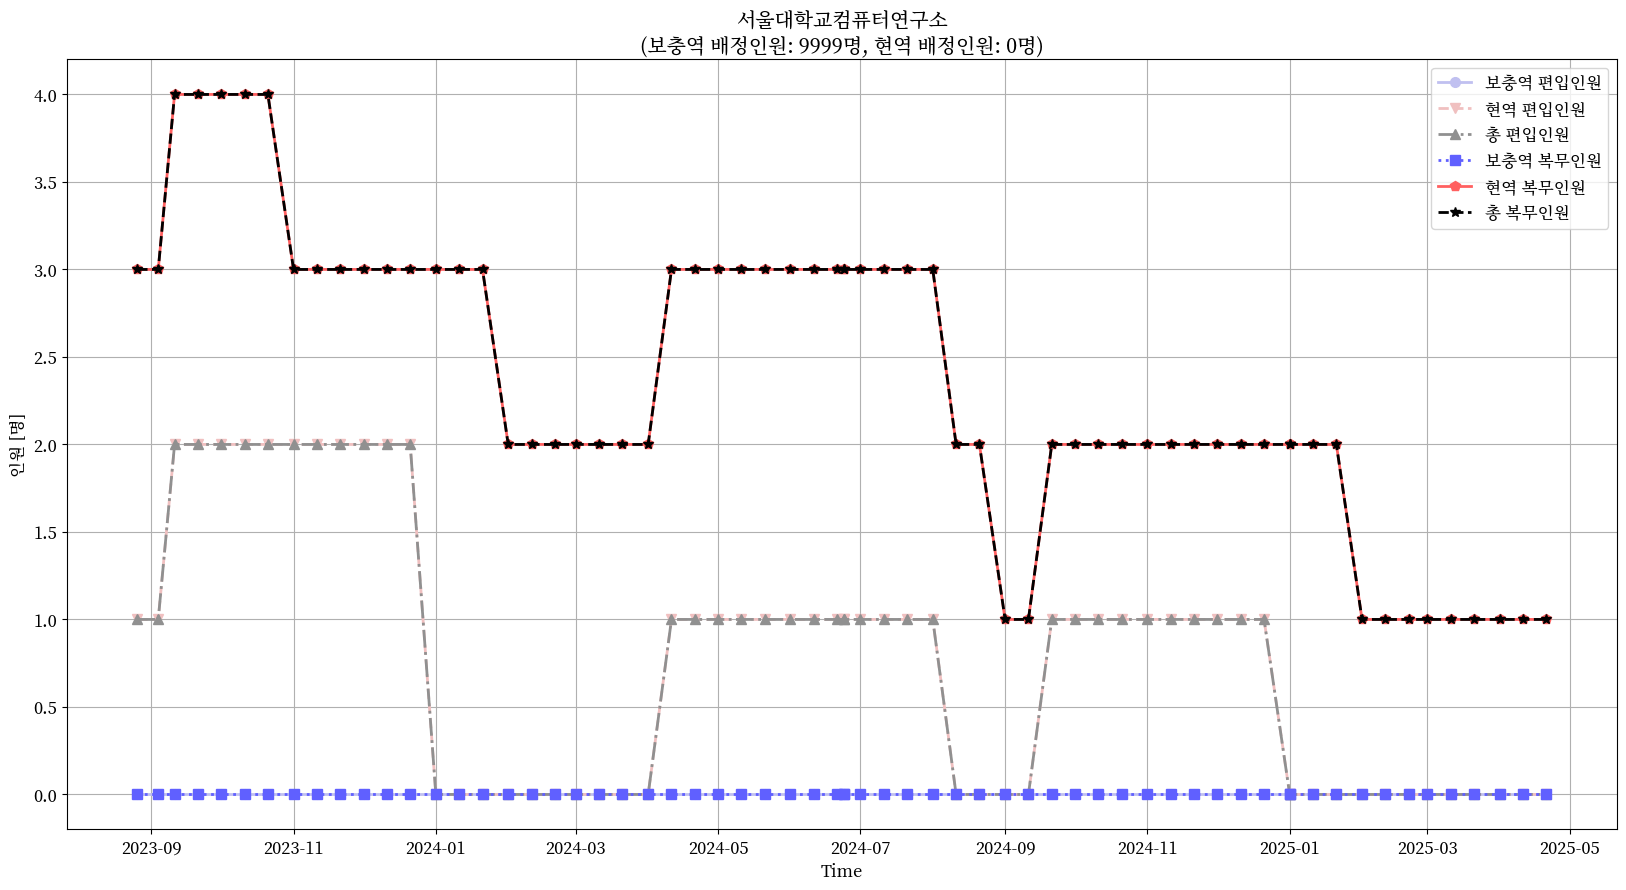 서울대학교컴퓨터연구소
(보충역 배정인원: 9999명, 현역 배정인원: 0명)
보충역 편입인원
현역 편입인원
총 편입인원
보충역 복무인원
현역 복무인원
총 복무인원
인원 [명]
4.0
3.5
3.0
2.5
2.0
1.5
1.0
0.5
0.0
2023-09 2023-11 2024-01 2024-03 2024-05 2024-07 2024-09 2024-11 2025-01 2025-03 2025-05
Time